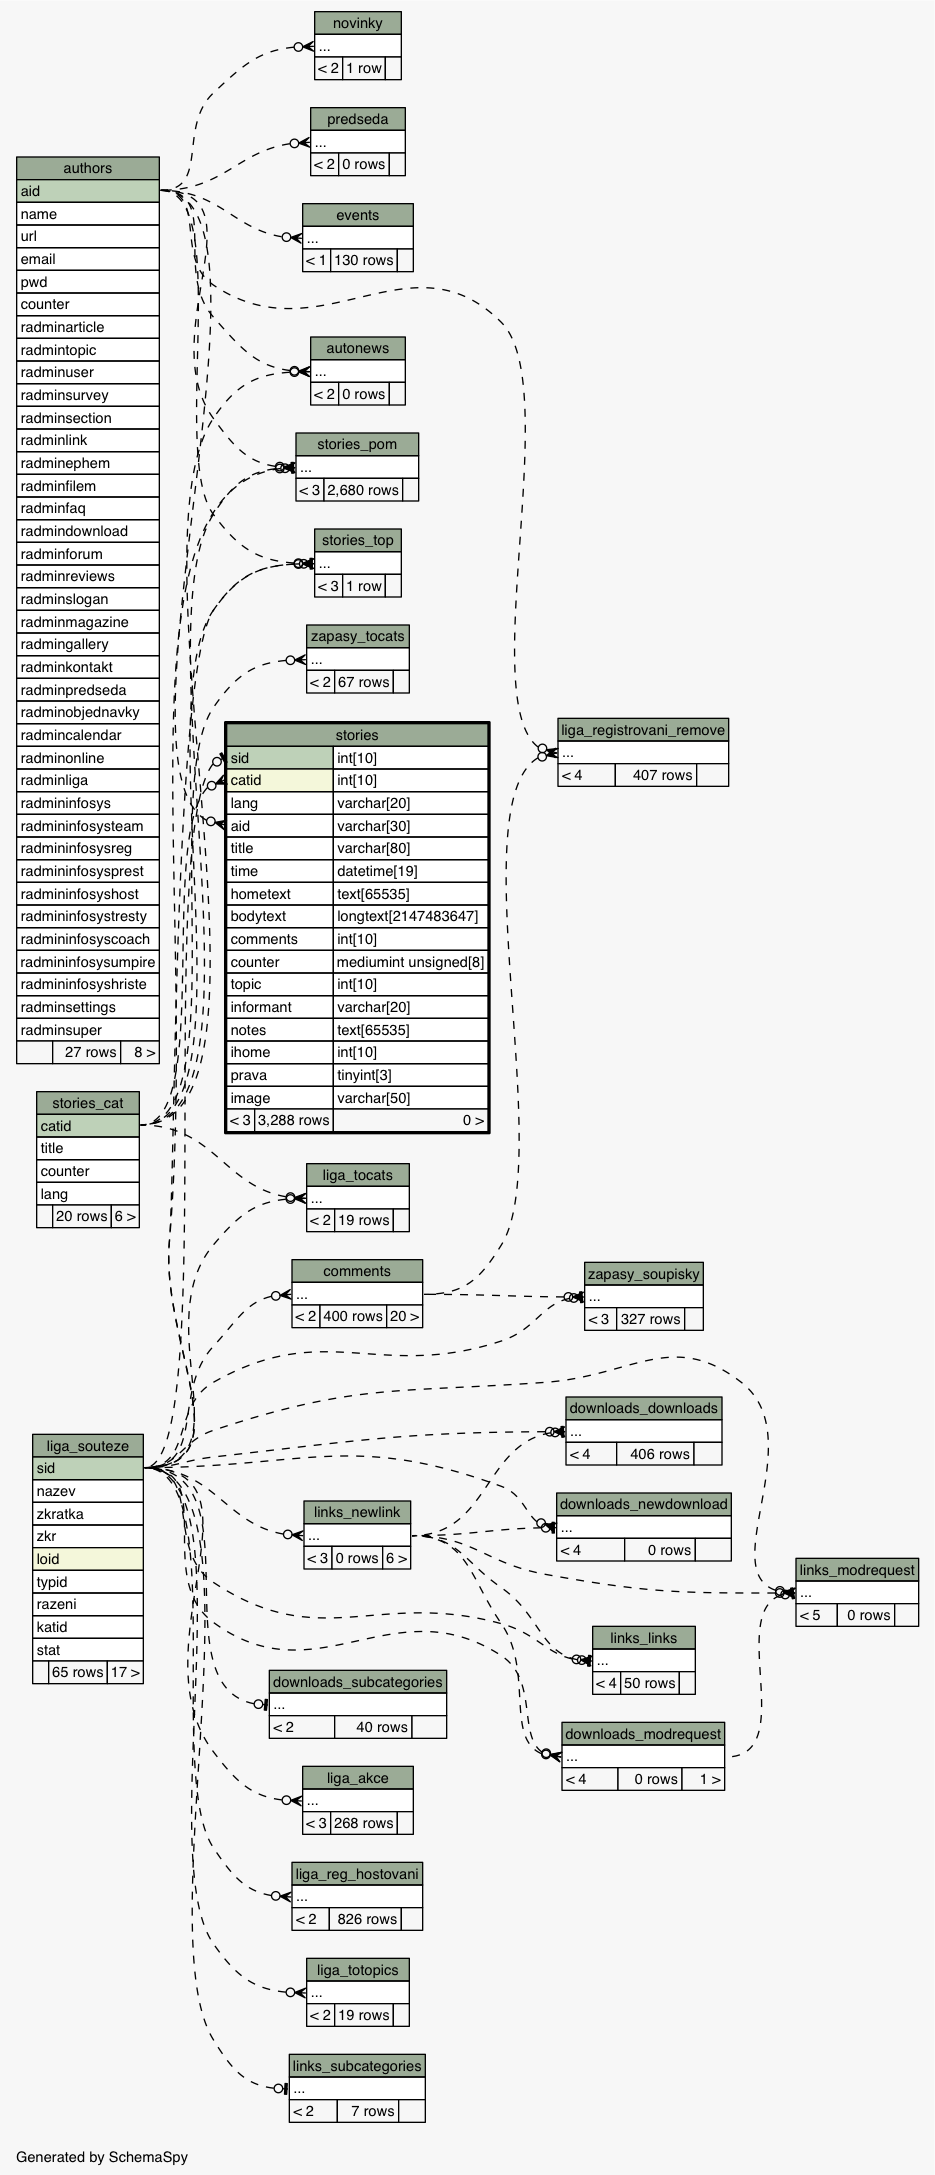 novinky
...
< 2 1 row
predseda
...
< 2 0 rows
authors
aid
name
url
email
pwd
counter
radminarticle
radmintopic
radminuser
radminsurvey
radminsection
radminlink
radminephem
radminfilem
radminfaq
radmindownload
radminforum
radminreviews
radminslogan
radminmagazine
radmingallery
radminkontakt
radminpredseda
radminobjednavky
radmincalendar
radminonline
radminliga
radmininfosys
radmininfosysteam
radmininfosysreg
radmininfosysprest
radmininfosyshost
radmininfosystresty
radmininfosyscoach
radmininfosysumpire
radmininfosyshriste
radminsettings
radminsuper
27 rows 8 >
events
...
< 1 130 rows
autonews
...
< 2 0 rows
stories_pom
...
< 3 2,680 rows
stories_top
...
< 3 1 row
zapasy_tocats
...
< 2 67 rows
stories
sid int[10]
catid int[10]
lang varchar[20]
aid varchar[30]
title varchar[80]
time datetime[19]
hometext text[65535]
bodytext longtext[2147483647]
comments int[10]
counter mediumint unsigned[8]
topic int[10]
informant varchar[20]
notes text[65535]
ihome int[10]
prava tinyint[3]
image varchar[50]
< 3 3,288 rows 0 >
liga_registrovani_remove
...
< 4 407 rows
stories_cat
catid
title
counter
lang
20 rows 6 >
liga_tocats
...
< 2 19 rows
comments
...
< 2 400 rows 20 >
zapasy_soupisky
...
< 3 327 rows
liga_souteze
sid
nazev
zkratka
zkr
loid
typid
razeni
katid
stat
65 rows 17 >
downloads_downloads
...
< 4 406 rows
links_newlink
...
< 3 0 rows 6 >
downloads_newdownload
...
< 4 0 rows
links_modrequest
...
< 5 0 rows
links_links
...
< 4 50 rows
downloads_subcategories
...
< 2 40 rows
downloads_modrequest
...
< 4 0 rows 1 >
liga_akce
...
< 3 268 rows
liga_reg_hostovani
...
< 2 826 rows
liga_totopics
...
< 2 19 rows
links_subcategories
...
< 2 7 rows
Generated by SchemaSpy